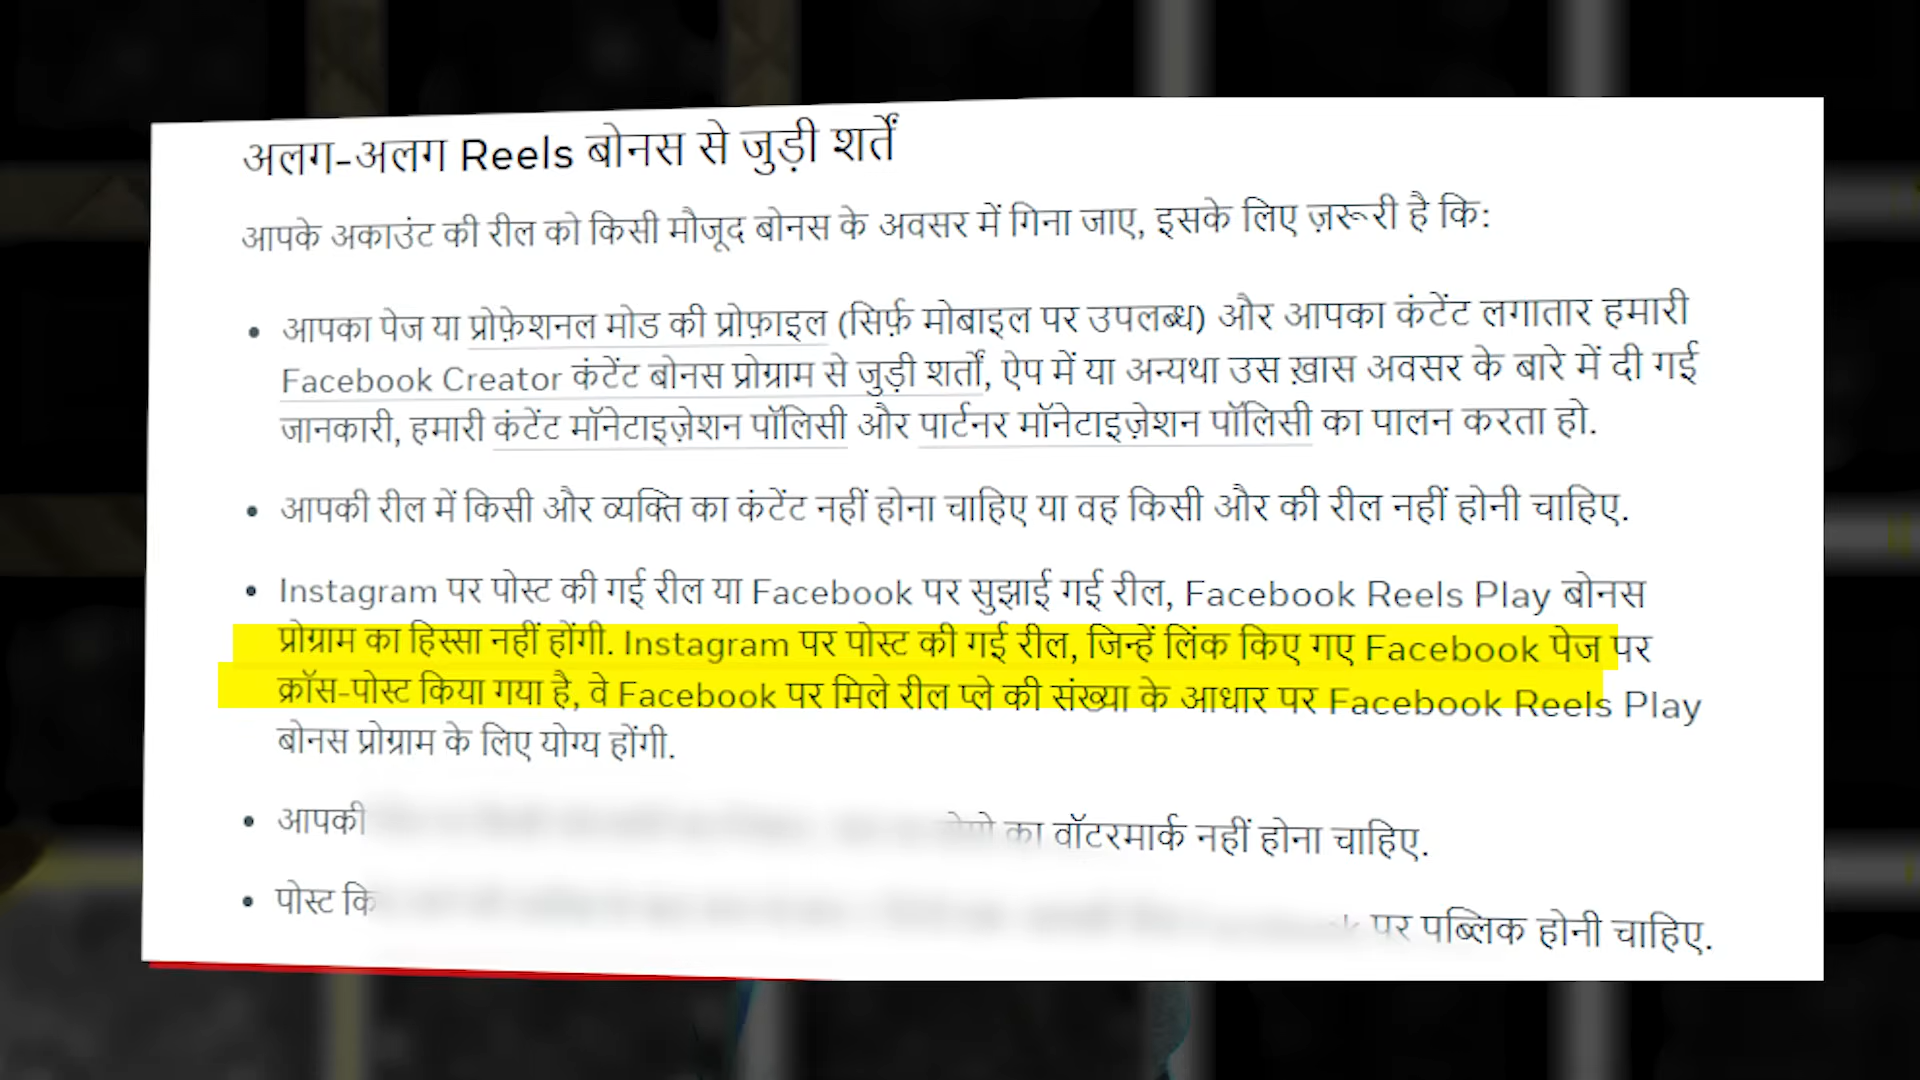 अलग-अलग Reels बोनस से जुड़ी शर्तें
आपके अकाउंट की रील को किसी मौजूद बोनस के अवसर में गिना जाए, इसके लिए ज़रूरी है कि:
• आपका पेज या प्रोफ़ेशनल मोड की प्रोफ़ाइल (सिर्फ़ मोबाइल पर उपलब्ध) और आपका कंटेंट लगातार हमारी
Facebook Creator कंटेंट बोनस प्रोग्राम से जुड़ी शर्तों, ऐप में या अन्यथा उस ख़ास अवसर के बारे में दी गई
जानकारी, हमारी कंटेंट मॉनेटाइज़ेशन पॉलिसी और पार्टनर मॉनेटाइज़ेशन पॉलिसी का पालन करता हो.
• आपकी रील में किसी और व्यक्ति का कंटेंट नहीं होना चाहिए या वह किसी और की रील नहीं होनी चाहिए.
• Instagram पर पोस्ट की गई रील या Facebook पर सुझाई गई रील, Facebook Reels Play बोनस
प्रोग्राम का हिस्सा नहीं होंगी. Instagram पर पोस्ट की गई रील, जिन्हें लिंक किए गए Facebook पेज पर
क्रॉस-पोस्ट किया गया है, वे Facebook पर मिले रील प्ले की संख्या के आधार पर Facebook Reels Play
बोनस प्रोग्राम के लिए योग्य होंगी.
• आपकी का वॉटरमार्क नहीं होना चाहिए.
• पोस्ट पर पब्लिक होनी चाहिए.